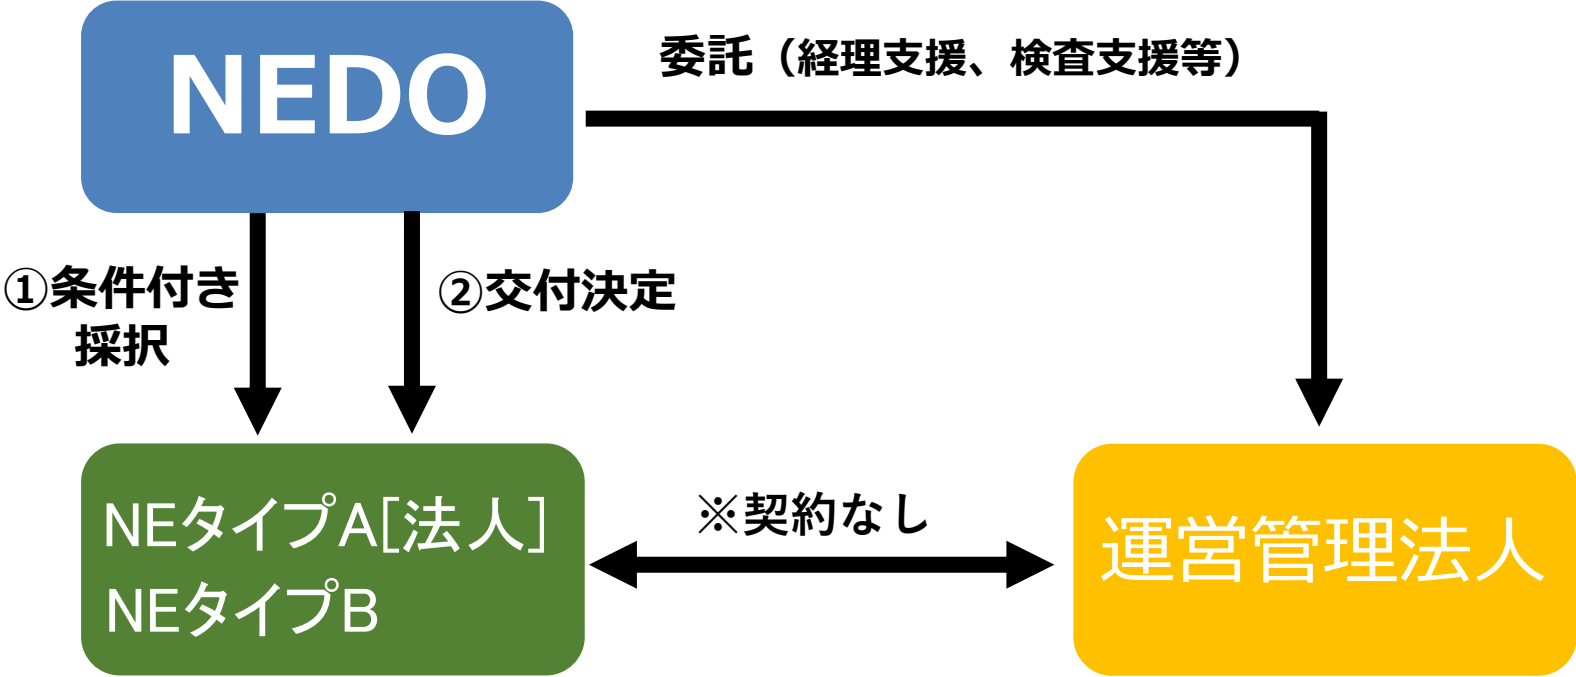 NEDO
委託（経理支援、検査支援等）
①条件付き
採択
②交付決定
NEタイプA[法人]
NEタイプB
※契約なし
運営管理法人